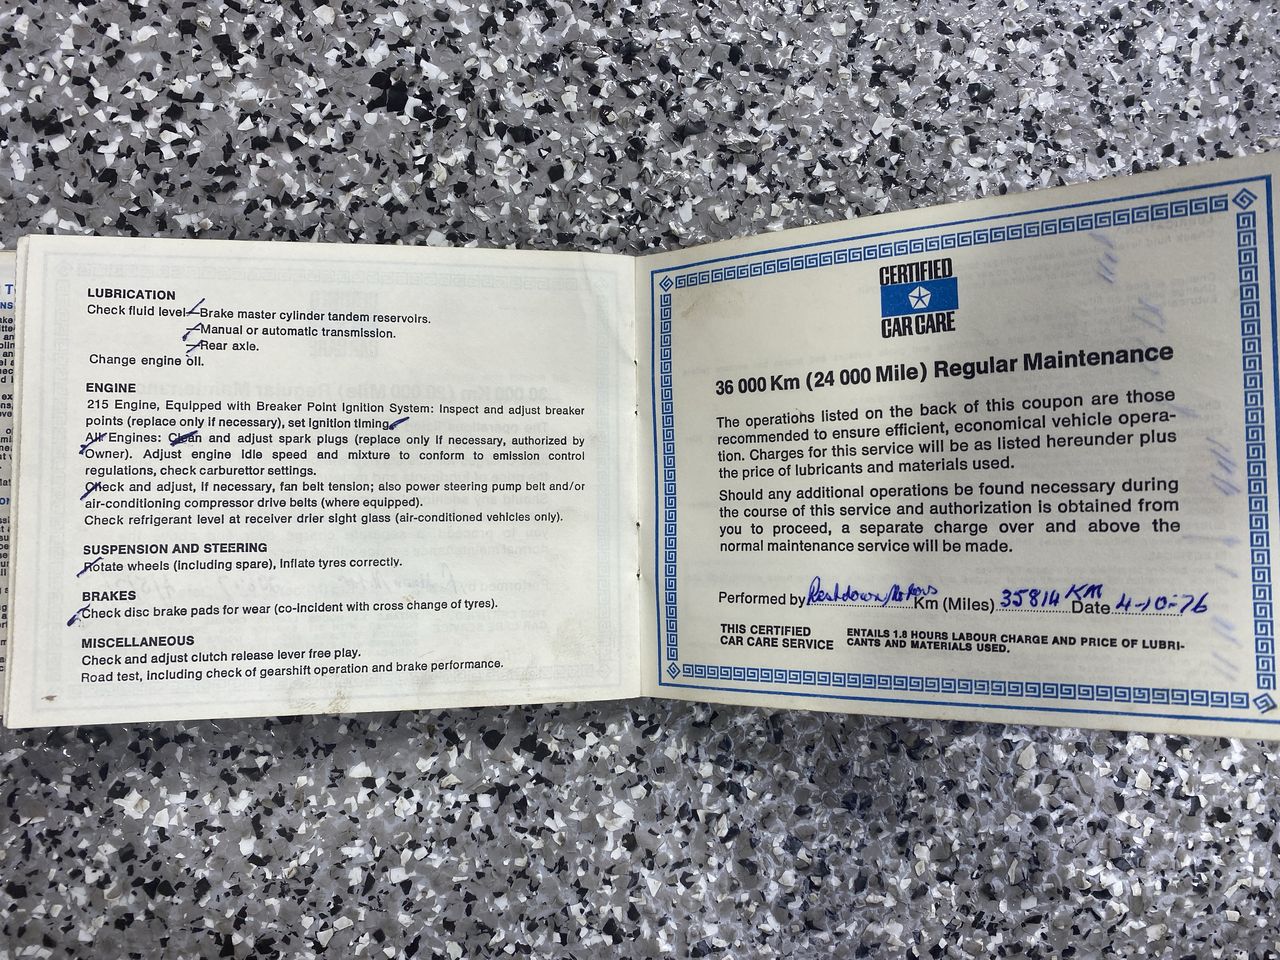 LUBRICATION
Check fluid level—Brake master cylinder tandem reservoirs.
—Manual or automatic transmission.
—Rear axle.
Change engine oil.
ENGINE
215 Engine, Equipped with Breaker Point Ignition System: Inspect and adjust breaker
points (replace only if necessary), set ignition timing.
All Engines: Clean and adjust spark plugs (replace only if necessary, authorized by
Owner). Adjust engine idle speed and mixture to conform to emission control
regulations, check carburettor settings.
Check and adjust, if necessary, fan belt tension; also power steering pump belt and/or
air-conditioning compressor drive belts (where equipped).
Check refrigerant level at receiver drier sight glass (air-conditioned vehicles only).
SUSPENSION AND STEERING
Rotate wheels (including spare), Inflate tyres correctly.
BRAKES
Check disc brake pads for wear (co-incident with cross change of tyres).
MISCELLANEOUS
Check and adjust clutch release lever free play.
Road test, including check of gearshift operation and brake performance.
CERTIFIED
CAR CARE
36 000 Km (24 000 Mile) Regular Maintenance
The operations listed on the back of this coupon are those
recommended to ensure efficient, economical vehicle opera-
tion. Charges for this service will be as listed hereunder plus
the price of lubricants and materials used.
Should any additional operations be found necessary during
the course of this service and authorization is obtained from
you to proceed, a separate charge over and above the
normal maintenance service will be made.
Performed by Motors Km (Miles) 35814 KM Date 4-10-76
THIS CERTIFIED
CAR CARE SERVICE
ENTAILS 1.8 HOURS LABOUR CHARGE AND PRICE OF LUBRI-
CANTS AND MATERIALS USED.